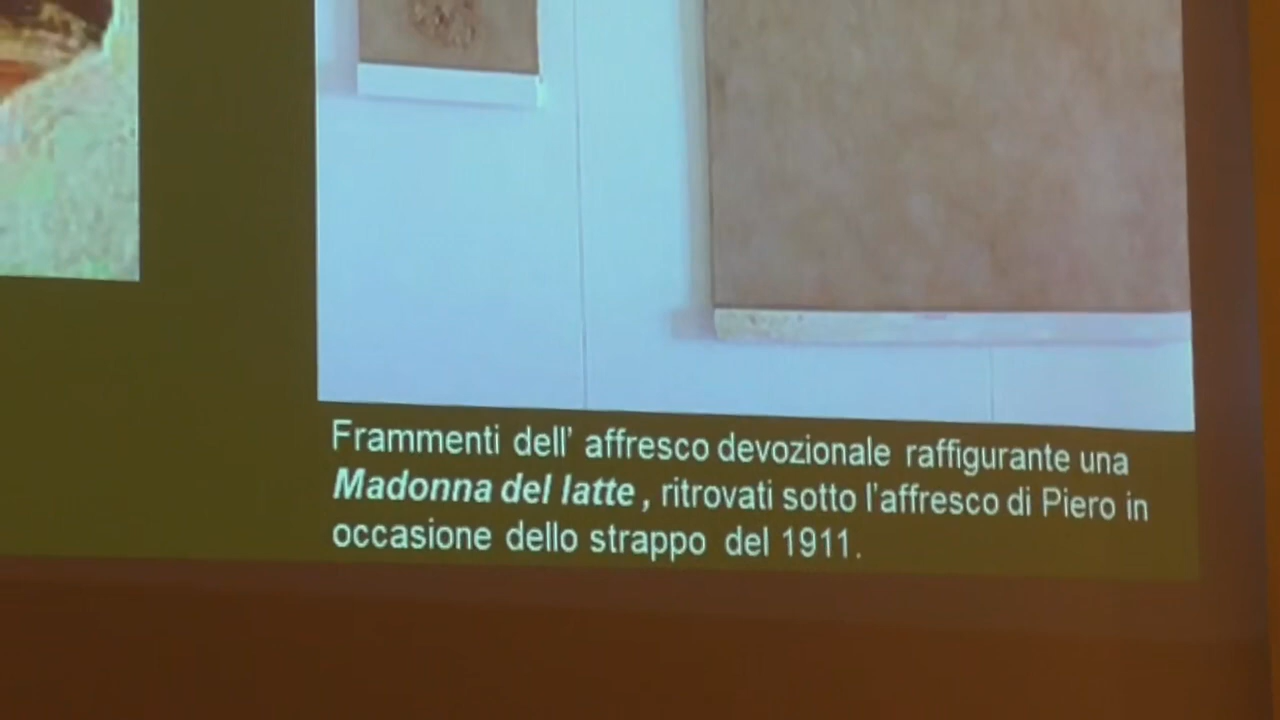 Frammenti dell' affresco devozionale raffigurante una
Madonna del latte , ritrovati sotto l'affresco di Piero in
occasione dello strappo del 1911.